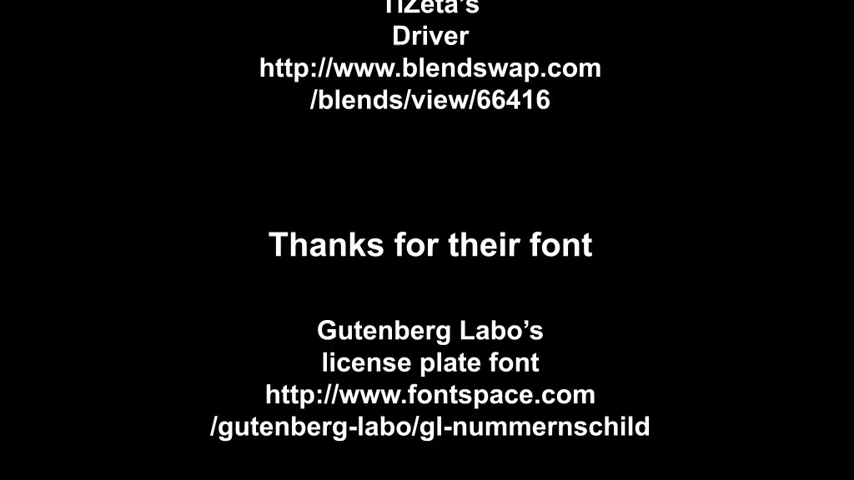 TiZeta's
Driver
http://www.blendswap.com
/blends/view/66416
Thanks for their font
Gutenberg Labo’s
license plate font
http://www.fontspace.com
/gutenberg-labo/gl-nummernschild